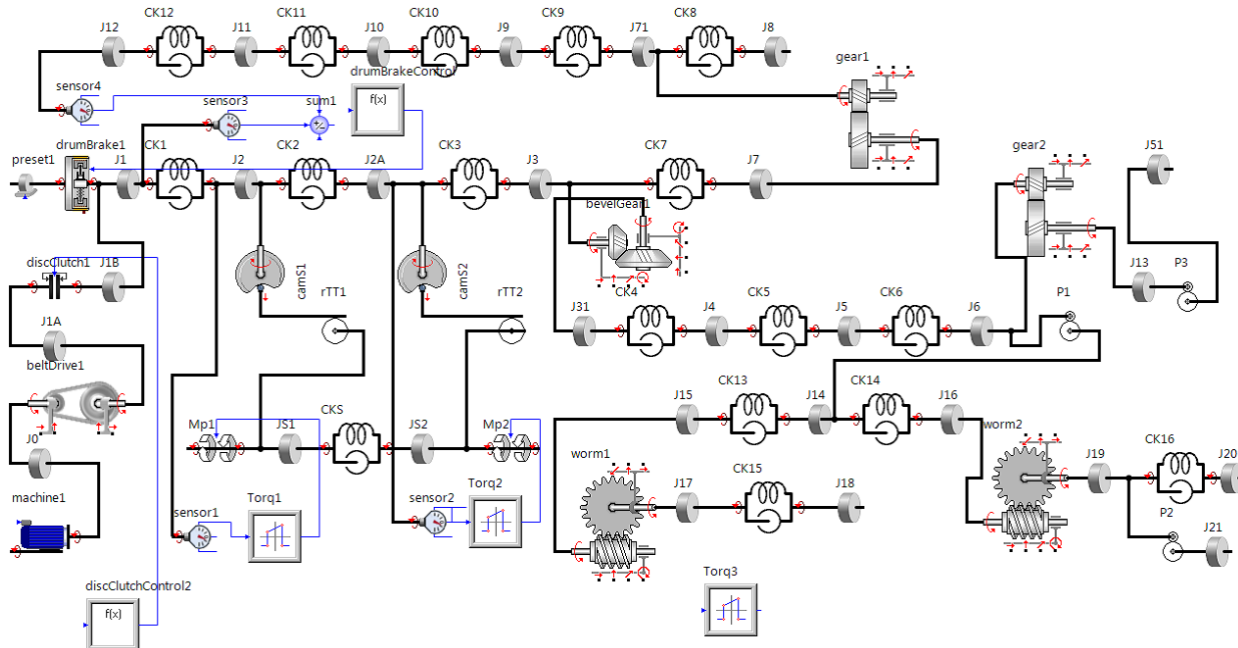 CK12
CK11
CK10
CK9
CK8
J12
J11
J10
J9
J71
J8
gear1
drumBrakeControl
f(x)
sensor4
sensor3
sum1
+/-
drumBrake1
preset1
J1
CK1
J2
CK2
J2A
CK3
J3
CK7
J7
gear2
J51
bevelGear1
discClutch1
J1B
camS1
camS2
rTT1
rTT2
J31
CK4
J4
CK5
J5
CK6
J6
P1
J13
P3
J1A
beltDrive1
J0
machine1
Mp1
JS1
CKS
JS2
Mp2
J15
CK13
J14
CK14
J16
worm1
J17
CK15
J18
worm2
J19
CK16
J20
P2
J21
sensor1
Torq1
sensor2
Torq2
discClutchControl2
f(x)
Torq3